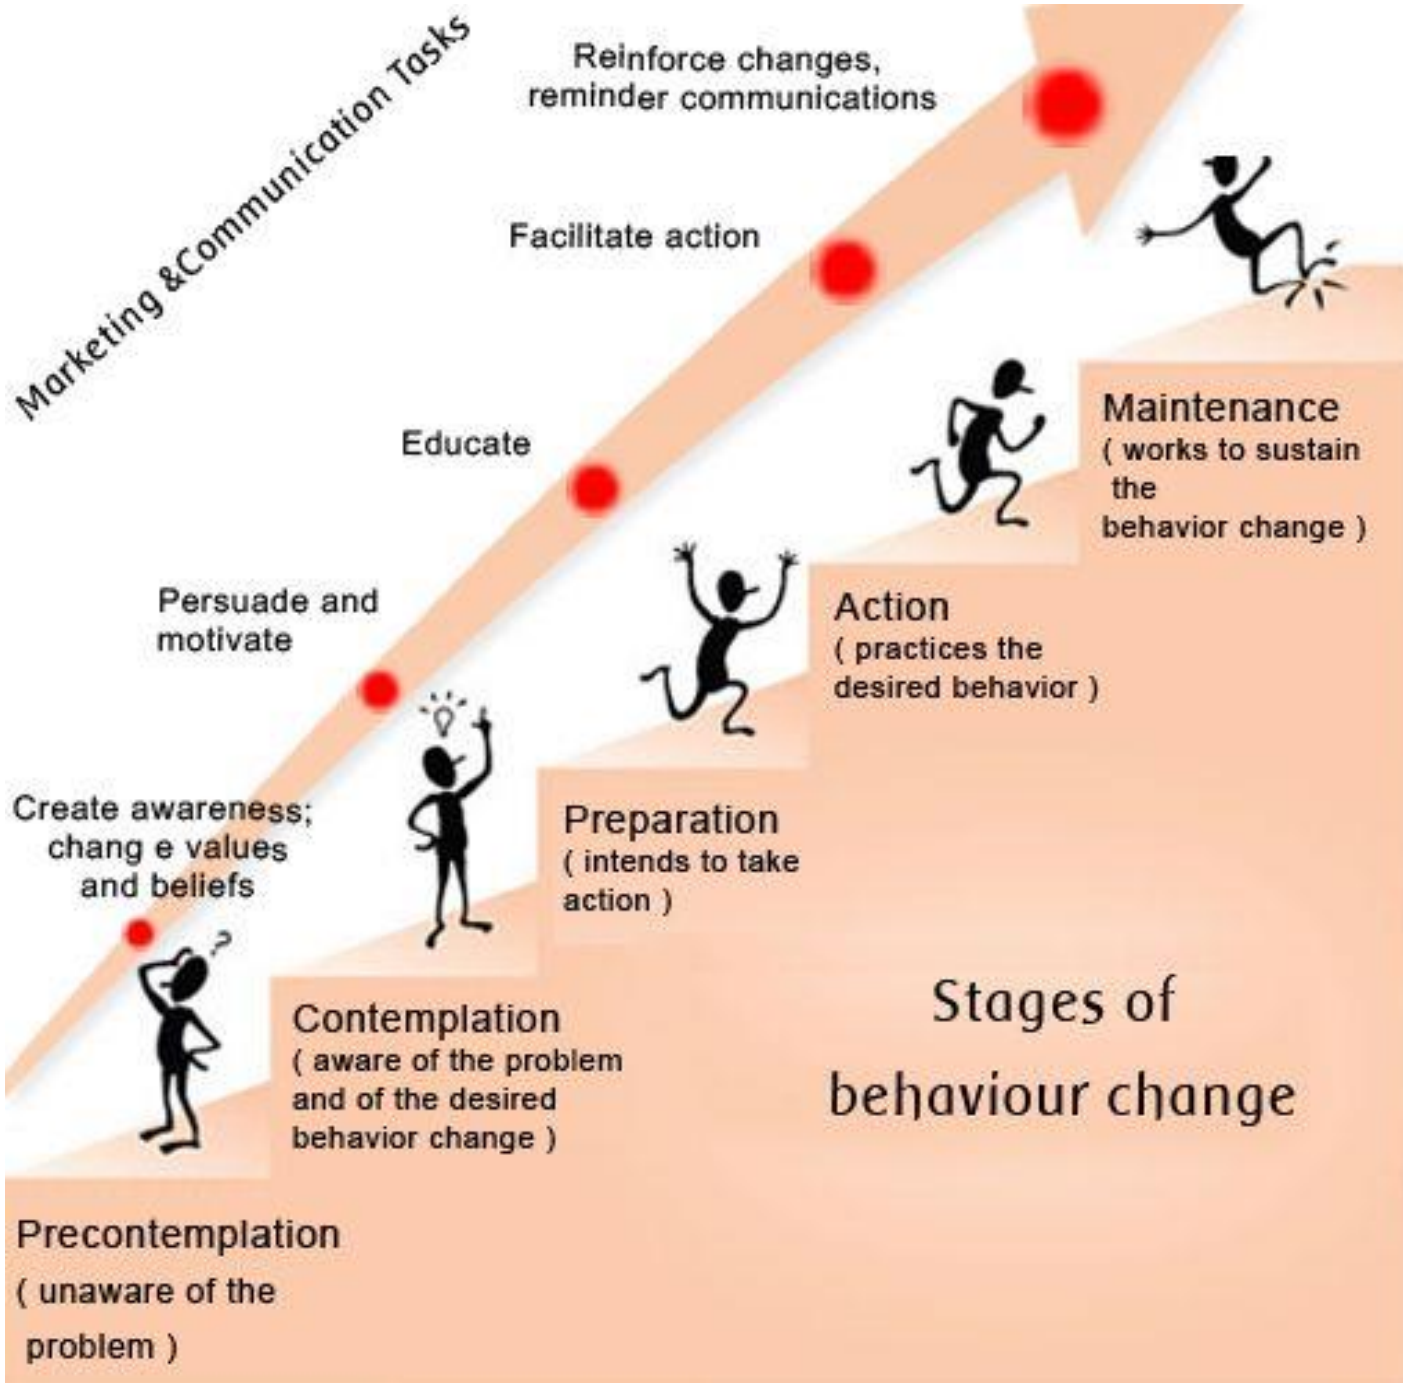 Marketing &Communication Tasks
Reinforce changes,
reminder communications
Facilitate action
Educate
Persuade and
motivate
Create awareness;
chang e values
and beliefs
?
Maintenance
( works to sustain
the
behavior change )
Action
( practices the
desired behavior )
Preparation
( intends to take
action )
Contemplation
( aware of the problem
and of the desired
behavior change )
Precontemplation
( unaware of the
problem )
Stages of
behaviour change